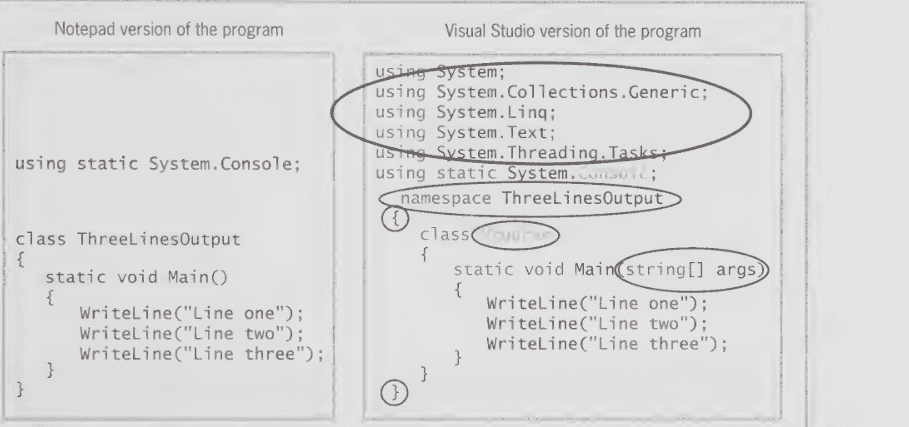 Notepad version of the program
using static System.Console;
class ThreeLinesOutput
{
static void Main()
{
WriteLine("Line one");
WriteLine("Line two");
WriteLine("Line three");
}
}
Visual Studio version of the program
using System;
using System.Collections.Generic;
using System.Linq;
using System.Text;
using System.Threading.Tasks;
using static System.;
namespace ThreeLinesOutput
{
class
{
static void Main(string[] args)
{
WriteLine("Line one");
WriteLine("Line two");
WriteLine("Line three");
}
}
}